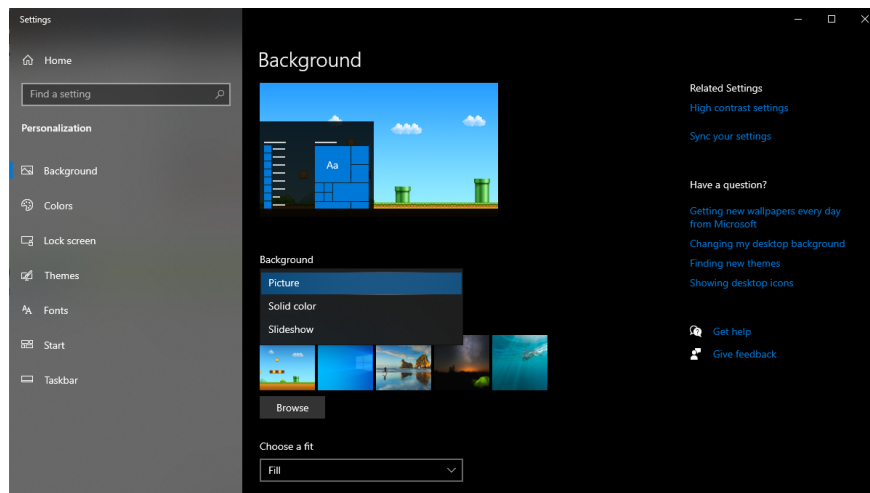 Settings
Home
Find a setting
Personalization
Background
Colors
Lock screen
Themes
Fonts
Start
Taskbar
Background
Aa
Background
Picture
Solid color
Slideshow
Browse
Choose a fit
Fill
Related Settings
High contrast settings
Sync your settings
Have a question?
Getting new wallpapers every day
from Microsoft
Changing my desktop background
Finding new themes
Showing desktop icons
Get help
Give feedback